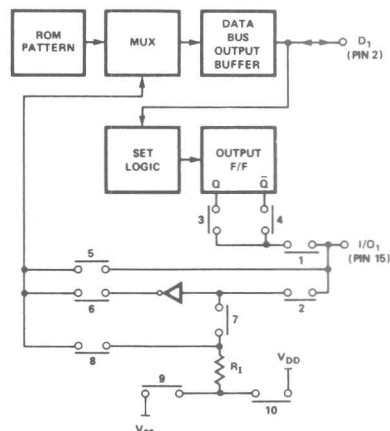 ROM
PATTERN
MUX
DATA
BUS
OUTPUT
BUFFER
D1
(PIN 2)
SET
LOGIC
OUTPUT
F/F
Q
Q̅
3
4
1
I/O1
(PIN 15)
5
6
2
7
8
RI
VDD
9
10